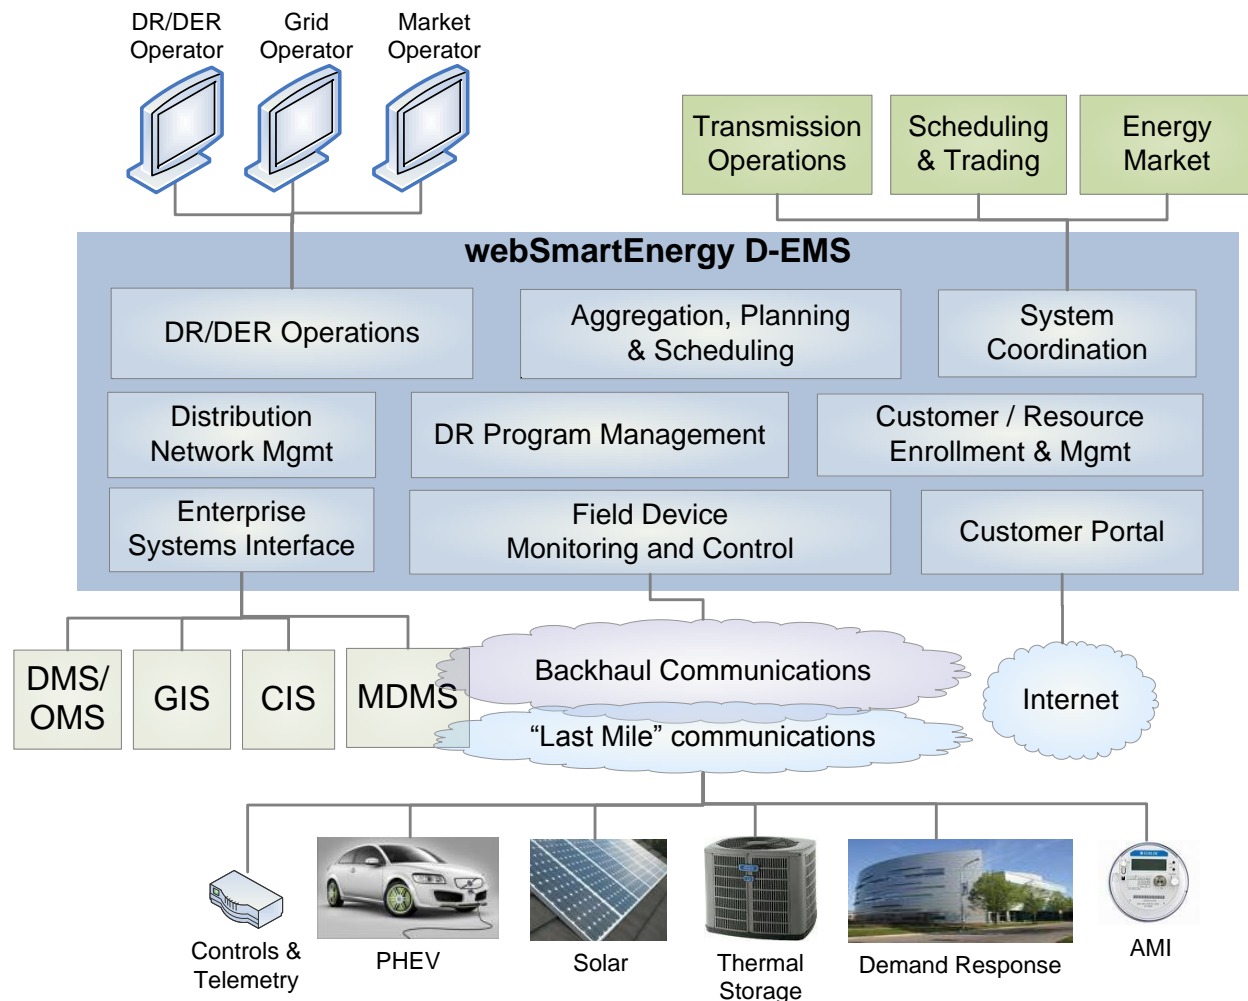 DR/DER
Operator
Grid
Operator
Market
Operator
Transmission
Operations
Scheduling
& Trading
Energy
Market
webSmartEnergy D-EMS
DR/DER Operations
Aggregation, Planning
& Scheduling
System
Coordination
Distribution
Network Mgmt
DR Program Management
Customer / Resource
Enrollment & Mgmt
Enterprise
Systems Interface
Field Device
Monitoring and Control
Customer Portal
DMS/
OMS
GIS
CIS
MDMS
Backhaul Communications
“Last Mile” communications
Internet
Controls &
Telemetry
PHEV
Solar
Thermal
Storage
Demand Response
AMI